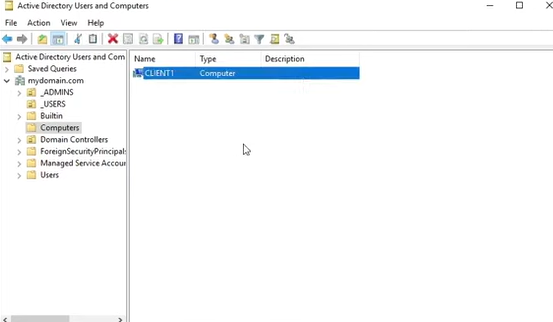 Active Directory Users and Computers
File Action View Help
Active Directory Users and Com
Name Type Description
Saved Queries
CLIENT1 Computer
mydomain.com
_ADMINS
_USERS
Builtin
Computers
Domain Controllers
ForeignSecurityPrincipals
Managed Service Accour
Users